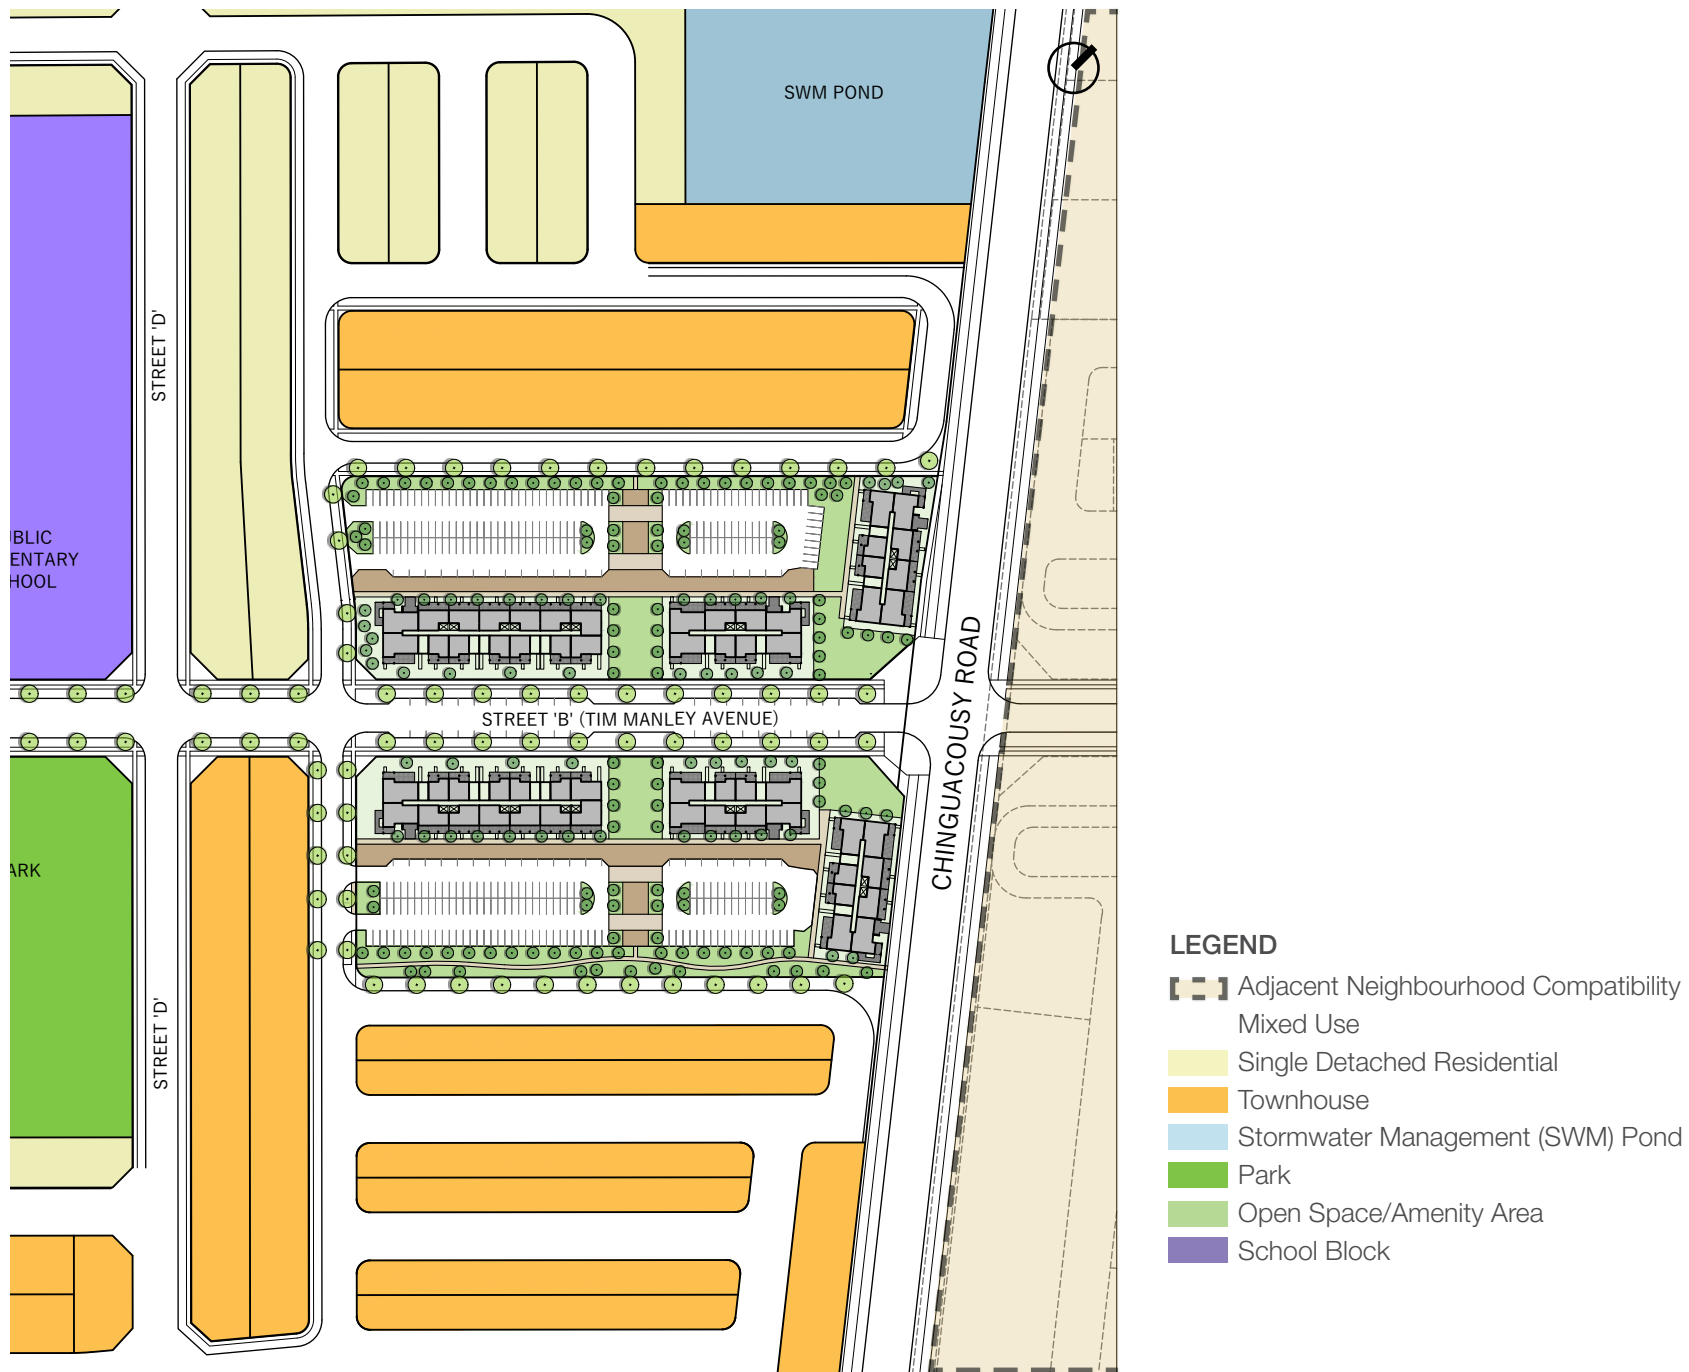 SWM POND
STREET 'D'
UBLIC
ENTARY
HOOL
STREET 'B' (TIM MANLEY AVENUE)
CHINGUACOUSY ROAD
ARK
STREET 'D'
LEGEND
Adjacent Neighbourhood Compatibility
Mixed Use
Single Detached Residential
Townhouse
Stormwater Management (SWM) Pond
Park
Open Space/Amenity Area
School Block